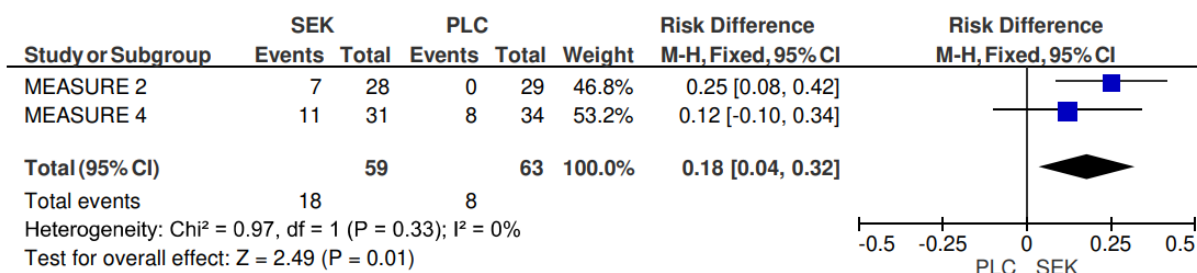 SEK PLC Risk Difference Risk Difference
Study or Subgroup Events Total Events Total Weight M-H, Fixed, 95% CI M-H, Fixed, 95% CI
MEASURE 2 7 28 0 29 46.8% 0.25 [0.08, 0.42]
MEASURE 4 11 31 8 34 53.2% 0.12 [-0.10, 0.34]
Total (95% CI) 59 63 100.0% 0.18 [0.04, 0.32]
Total events 18 8
Heterogeneity: Chi² = 0.97, df = 1 (P = 0.33); I² = 0%
Test for overall effect: Z = 2.49 (P = 0.01)
-0.5 -0.25 0 0.25 0.5
PLC SEK